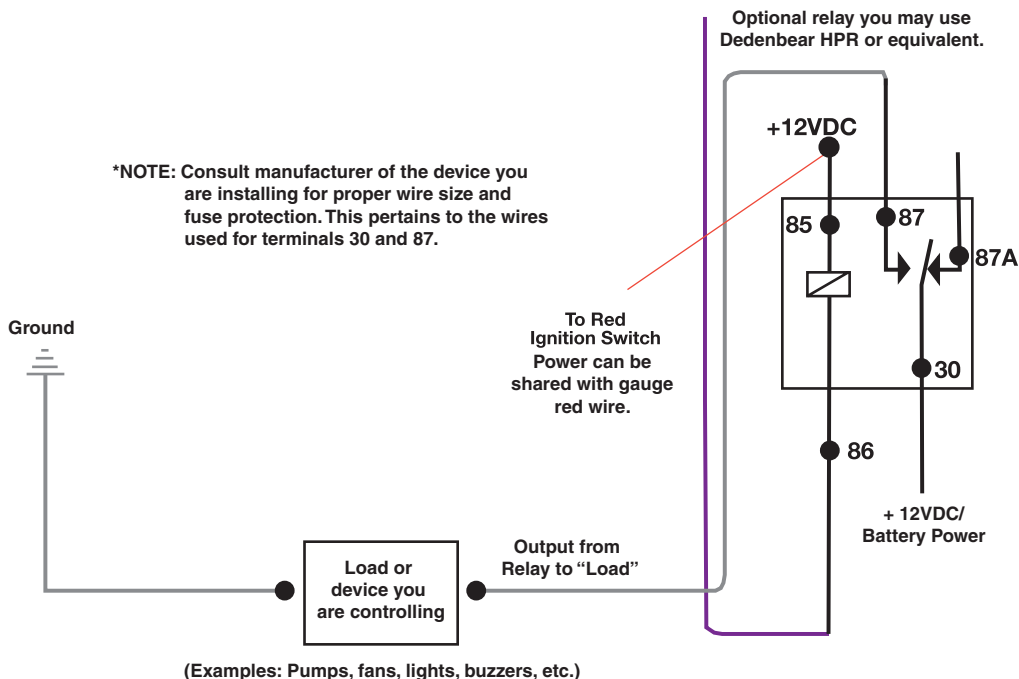 Optional relay you may use
Dedenbear HPR or equivalent.
+12VDC
*NOTE: Consult manufacturer of the device you
are installing for proper wire size and
fuse protection. This pertains to the wires
used for terminals 30 and 87.
85
87
87A
To Red
Ignition Switch
Power can be
shared with gauge
red wire.
Ground
30
86
+ 12VDC/
Battery Power
Output from
Relay to “Load”
Load or
device you
are controlling
(Examples: Pumps, fans, lights, buzzers, etc.)